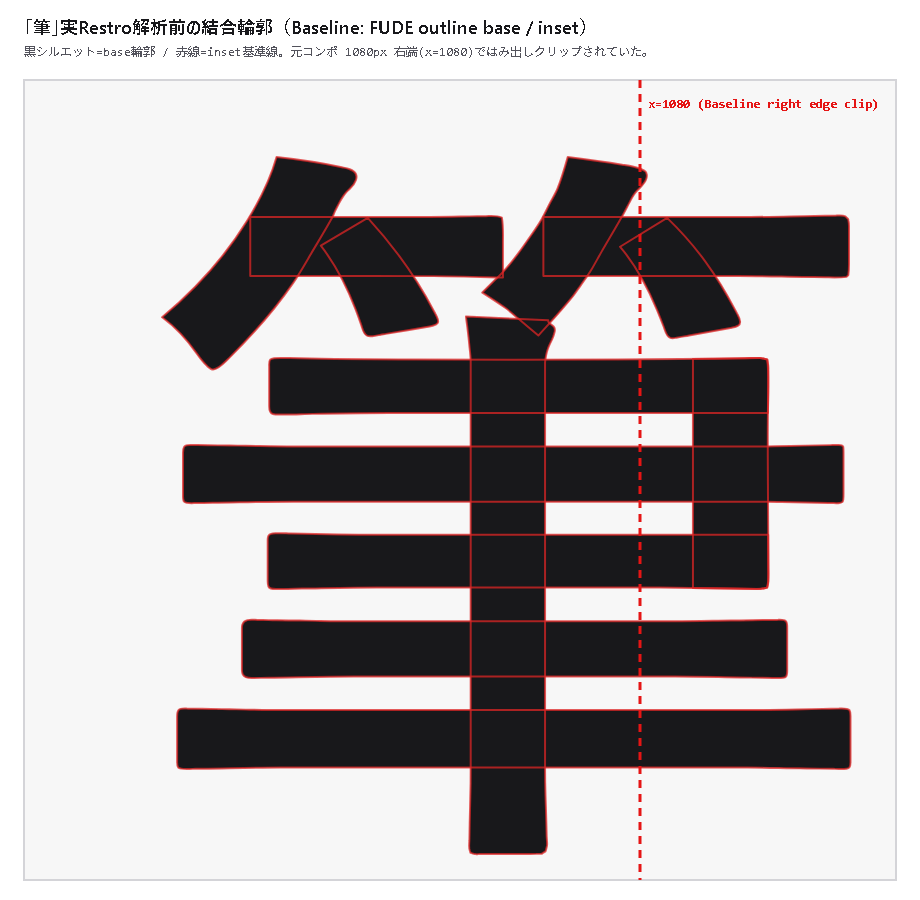 「筆」実Restro解析前の結合輪郭（Baseline: FUDE outline base / inset）
黒シルエット=base輪郭 / 赤線=inset基準線。元コンポ 1080px 右端(x=1080)ではみ出しクリップされていた。
x=1080 (Baseline right edge clip)
筆